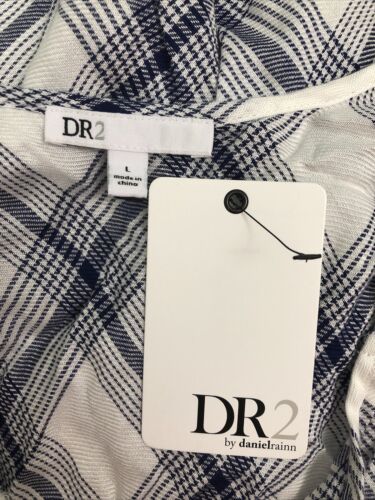 DR2
L
made in
china
DR2
by danielrainn